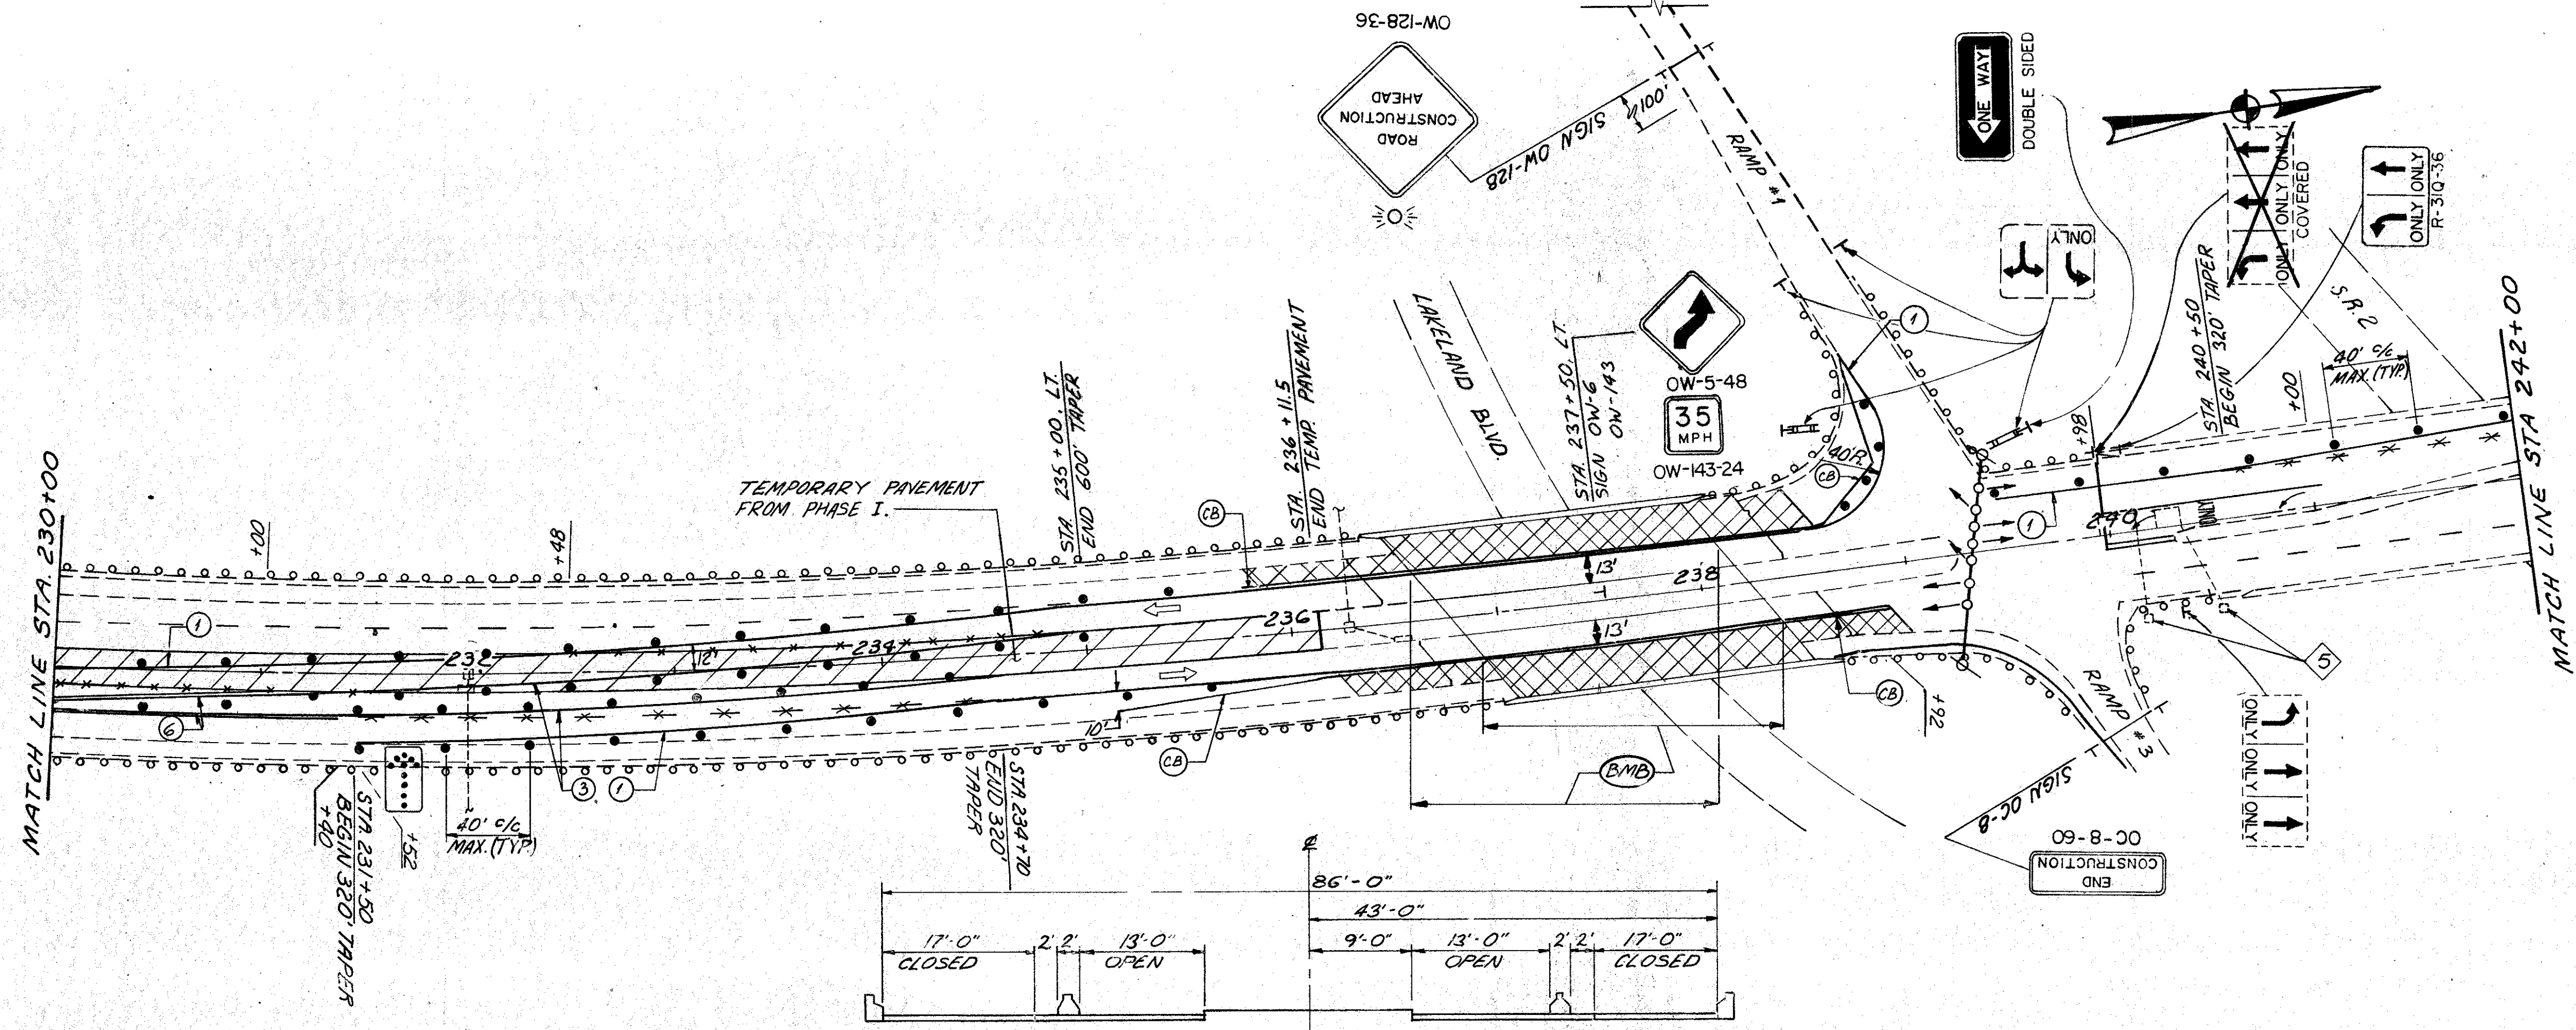 OW-128-36
ROAD
CONSTRUCTION
AHEAD
SIGN OW-128
RAMP #1
ONE WAY
DOUBLE SIDED
ONLY
ONLY ONLY ONLY
COVERED
ONLY ONLY
R-31Q-36
S.R. 2
STA. 240+50
BEGIN 320' TAPER
+00
40' c/c
MAX. (TYP.)
+98
MATCH LINE STA 242+00
LAKELAND BLVD.
STA. 237+50, LT.
SIGN OW-6
OW-143
OW-5-48
35
MPH
OW-143-24
40'R.
CB
1
1
240
ONLY
STA. 236+11.5
END TEMP. PAVEMENT
STA. 235+00, LT.
END 600' TAPER
TEMPORARY PAVEMENT
FROM PHASE I.
CB
+48
+00
MATCH LINE STA. 230+00
1
232
12'
234
236
13'
238
13'
6
10'
CB
CB
+92
BMB
3
1
STA. 234+70
END 320'
TAPER
40' c/c
MAX. (TYP)
+52
STA. 231+50
BEGIN 320' TAPER
+40
RAMP #3
5
ONLY ONLY ONLY
SIGN OC-8
OC-8-60
END
CONSTRUCTION
86'-0"
43'-0"
17'-0" 2' 2' 13'-0" 9'-0" 13'-0" 2' 2' 17'-0"
CLOSED OPEN OPEN CLOSED